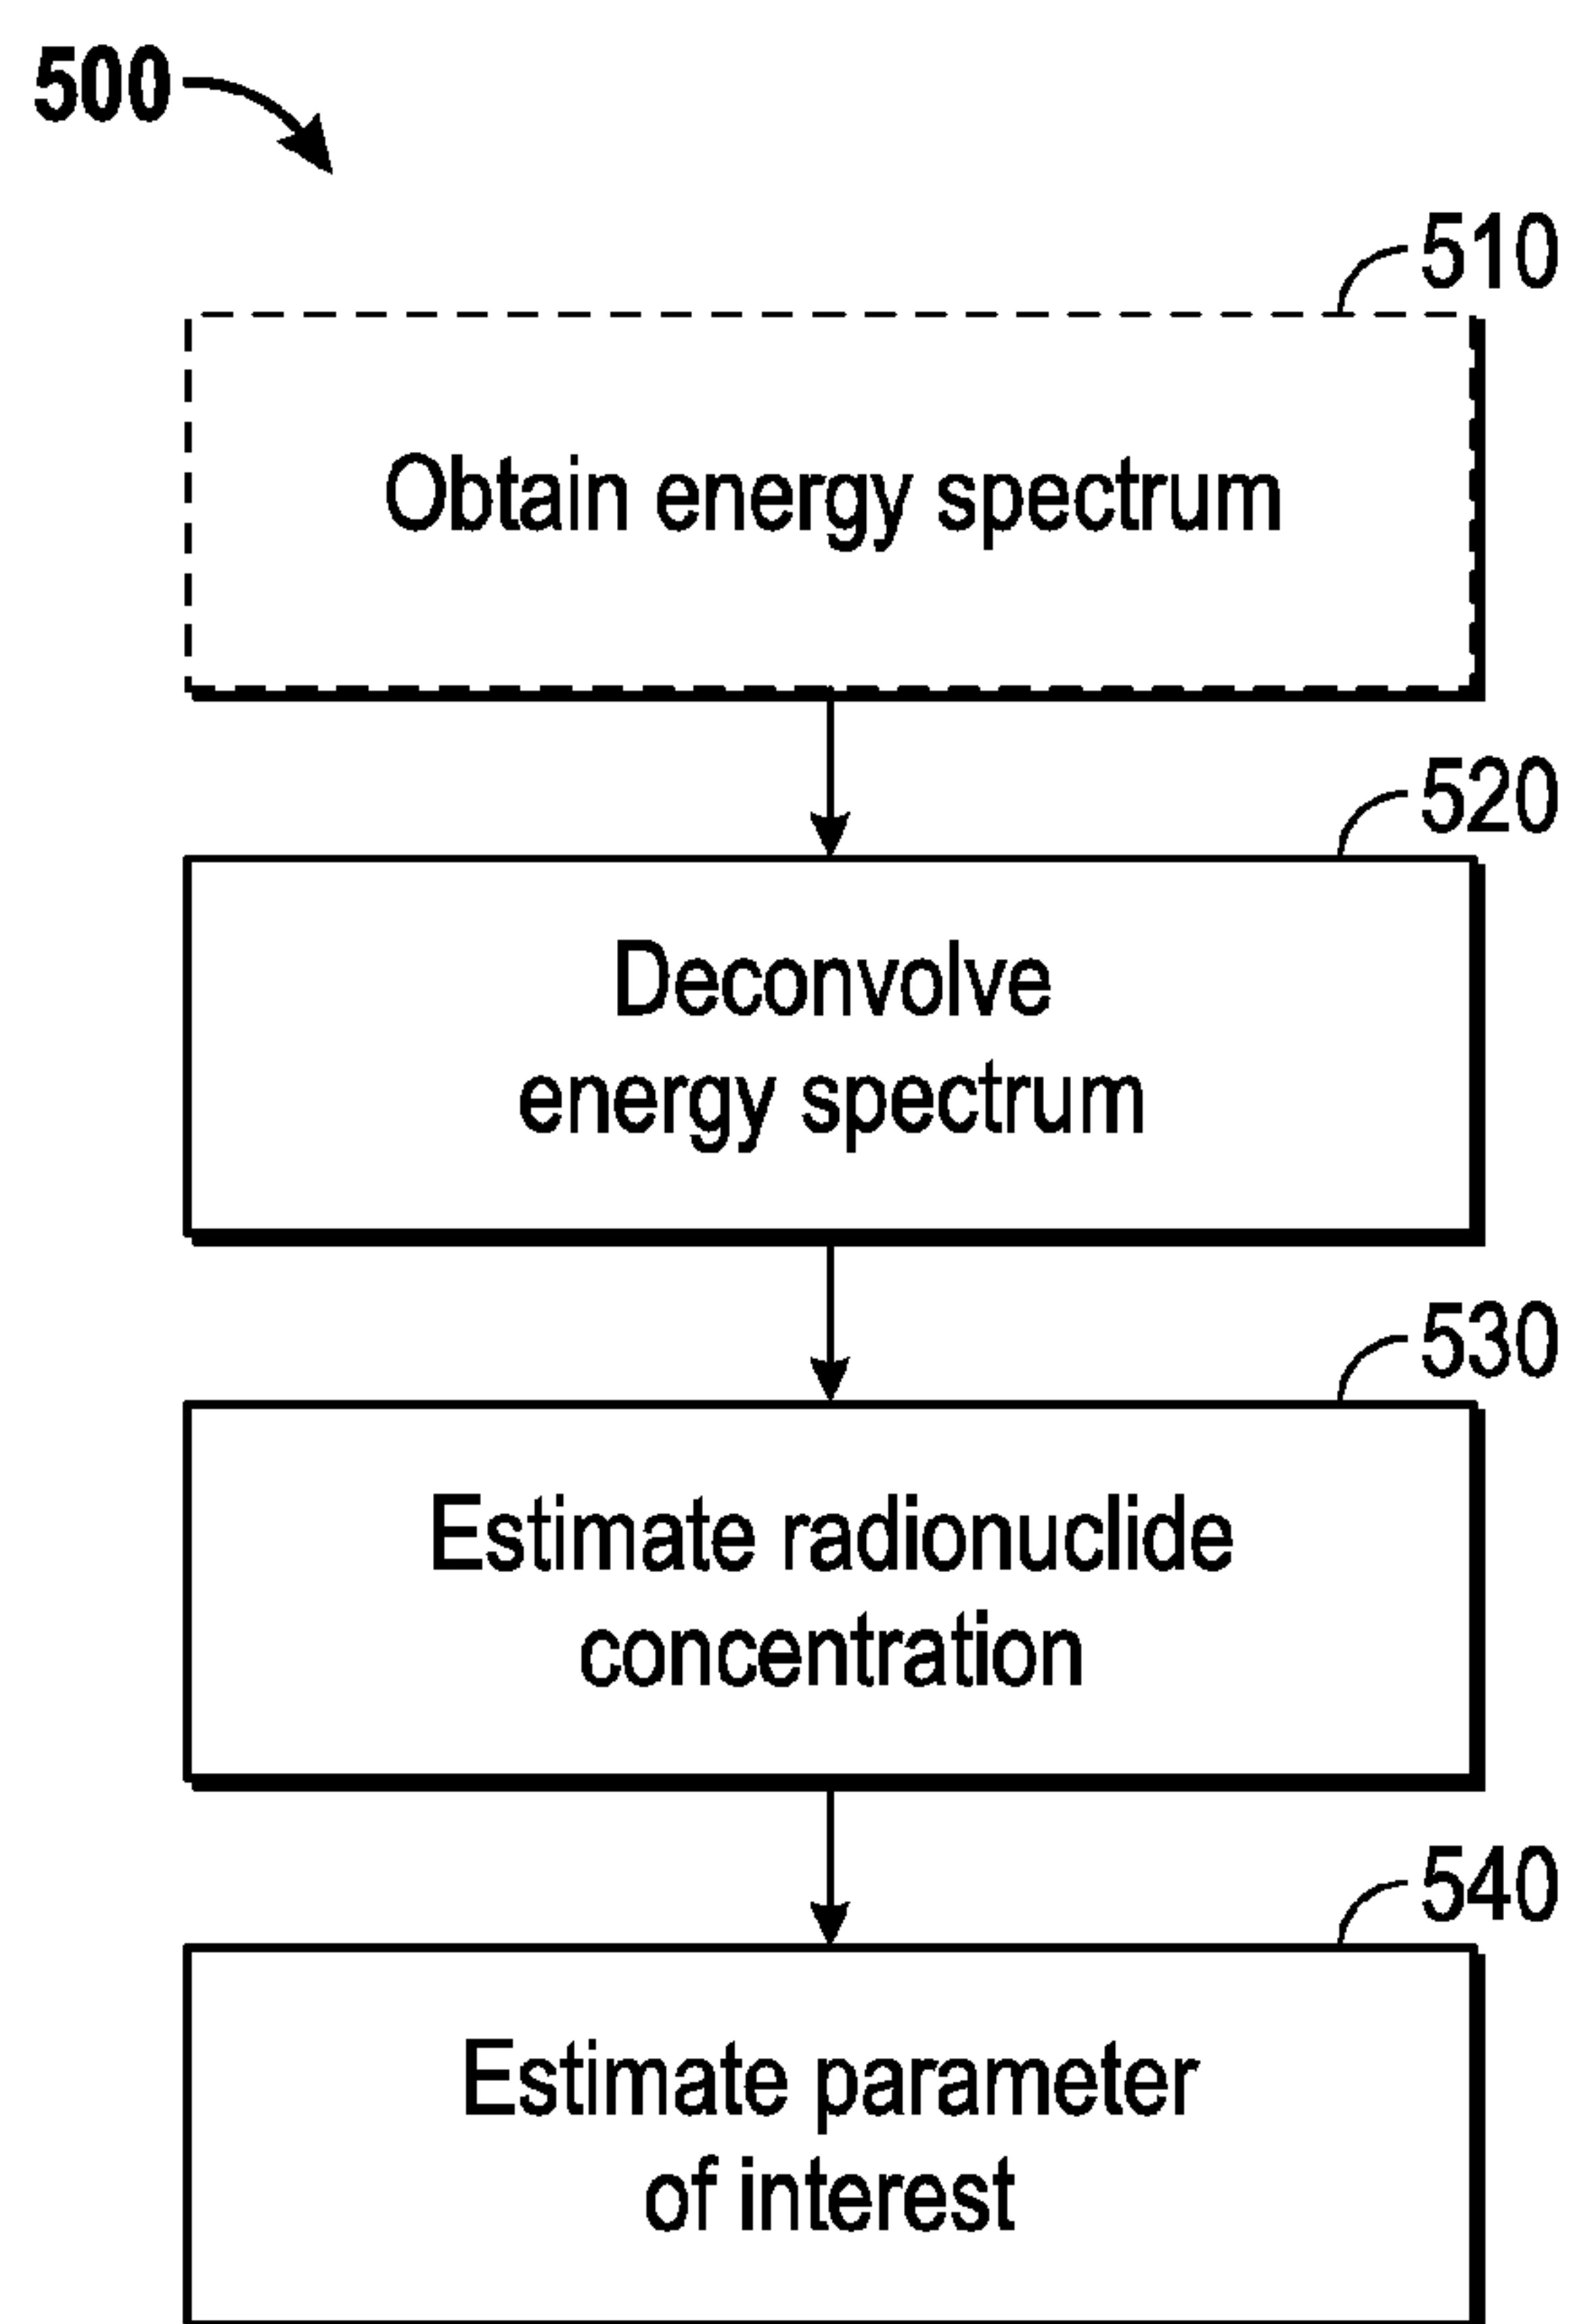 500
510
Obtain energy spectrum
520
Deconvolve
energy spectrum
530
Estimate radionuclide
concentration
540
Estimate parameter
of interest